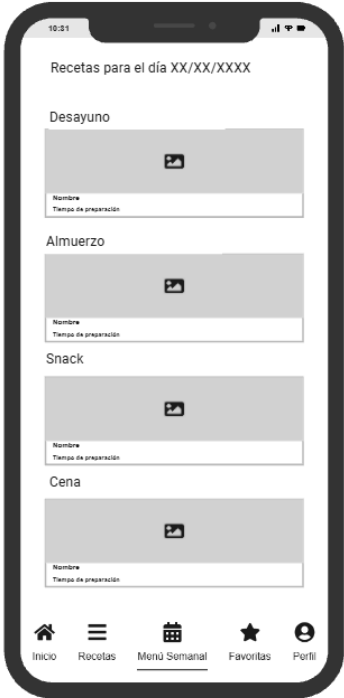 10:31
Recetas para el día XX/XX/XXXX
Desayuno
Nombre
Tiempo de preparación
Almuerzo
Nombre
Tiempo de preparación
Snack
Nombre
Tiempo de preparación
Cena
Nombre
Tiempo de preparación
Inicio Recetas Menú Semanal Favoritas Perfil